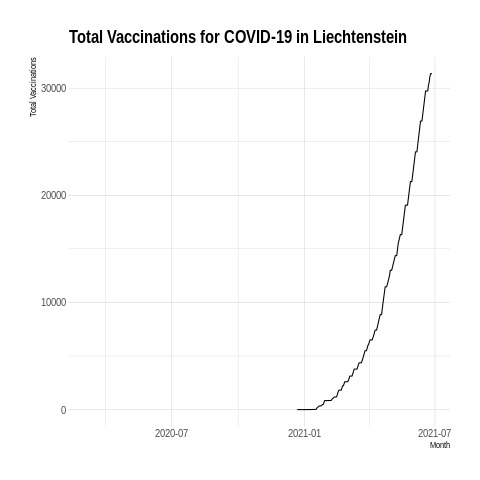 Total Vaccinations for COVID-19 in Liechtenstein
Total Vaccinations
30000
20000
10000
0
2020-07
2021-01
2021-07
Month